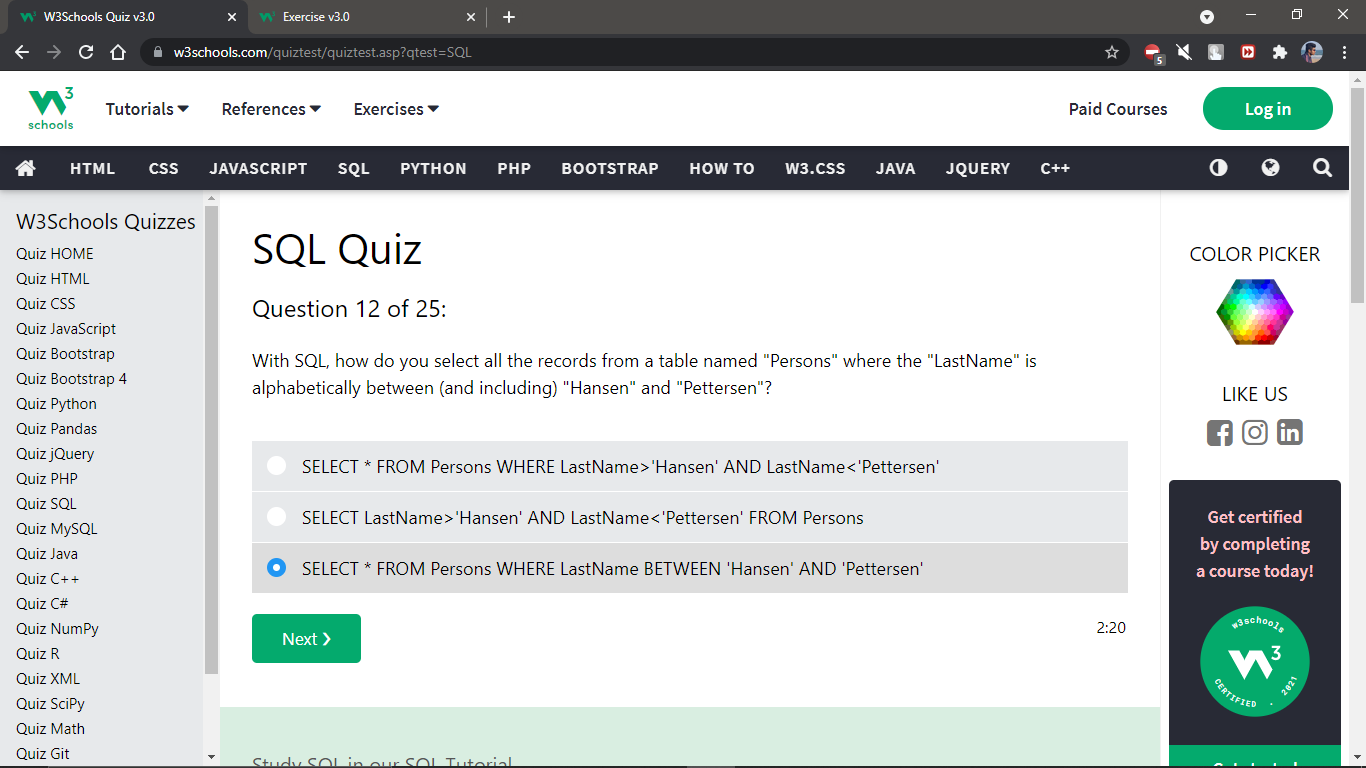 W3Schools Quiz v3.0
Exercise v3.0
w3schools.com/quiztest/quiztest.asp?qtest=SQL
5
3
schools
Tutorials
References
Exercises
Paid Courses
Log in
HTML
CSS
JAVASCRIPT
SQL
PYTHON
PHP
BOOTSTRAP
HOW TO
W3.CSS
JAVA
JQUERY
C++
W3Schools Quizzes
Quiz HOME
Quiz HTML
Quiz CSS
Quiz JavaScript
Quiz Bootstrap
Quiz Bootstrap 4
Quiz Python
Quiz Pandas
Quiz jQuery
Quiz PHP
Quiz SQL
Quiz MySQL
Quiz Java
Quiz C++
Quiz C#
Quiz NumPy
Quiz R
Quiz XML
Quiz SciPy
Quiz Math
Quiz Git
SQL Quiz
Question 12 of 25:
With SQL, how do you select all the records from a table named "Persons" where the "LastName" is
alphabetically between (and including) "Hansen" and "Pettersen"?
SELECT * FROM Persons WHERE LastName>'Hansen' AND LastName<'Pettersen'
SELECT LastName>'Hansen' AND LastName<'Pettersen' FROM Persons
SELECT * FROM Persons WHERE LastName BETWEEN 'Hansen' AND 'Pettersen'
Next ❯
2:20
Study SQL in our SQL Tutorial
COLOR PICKER
LIKE US
Get certified
by completing
a course today!
w3schools
3
CERTIFIED . 2021